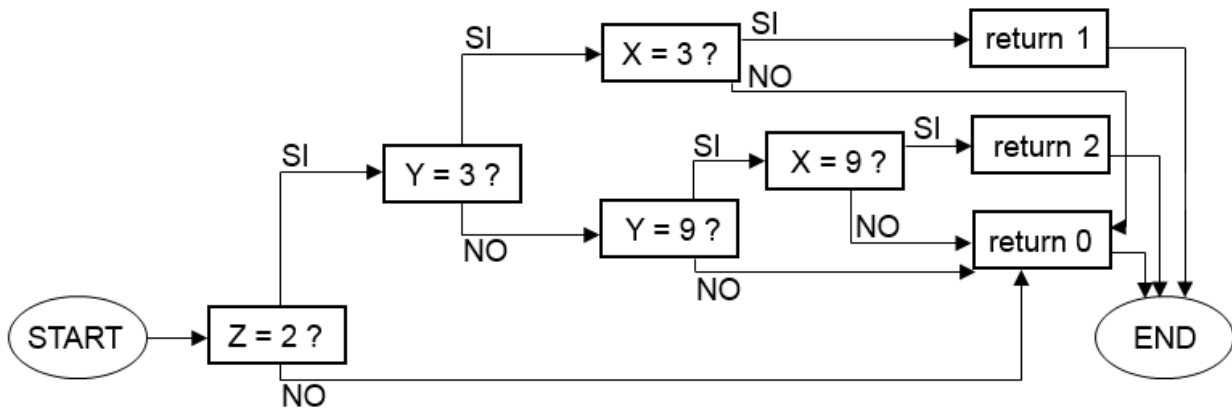 SI
X = 3 ?
SI
return 1
NO
SI
Y = 3 ?
NO
SI
X = 9 ?
SI
return 2
NO
Y = 9 ?
NO
return 0
START
Z = 2 ?
NO
END